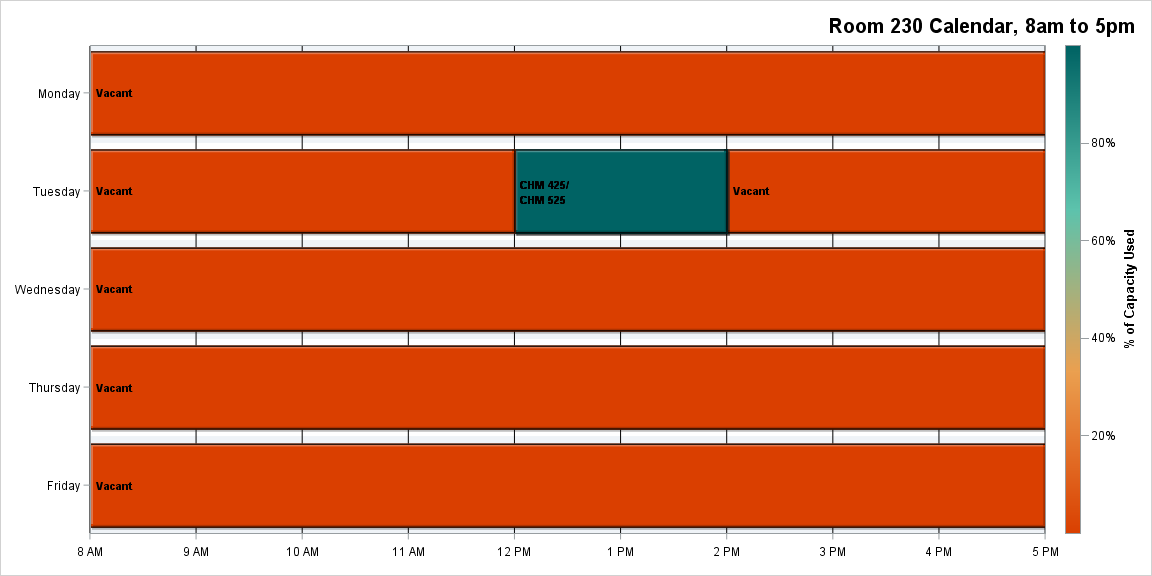 Room 230 Calendar, 8am to 5pm
Monday
Vacant
Tuesday
Vacant
CHM 425/
CHM 525
Vacant
Wednesday
Vacant
Thursday
Vacant
Friday
Vacant
8 AM 9 AM 10 AM 11 AM 12 PM 1 PM 2 PM 3 PM 4 PM 5 PM
80%
60%
40%
20%
% of Capacity Used